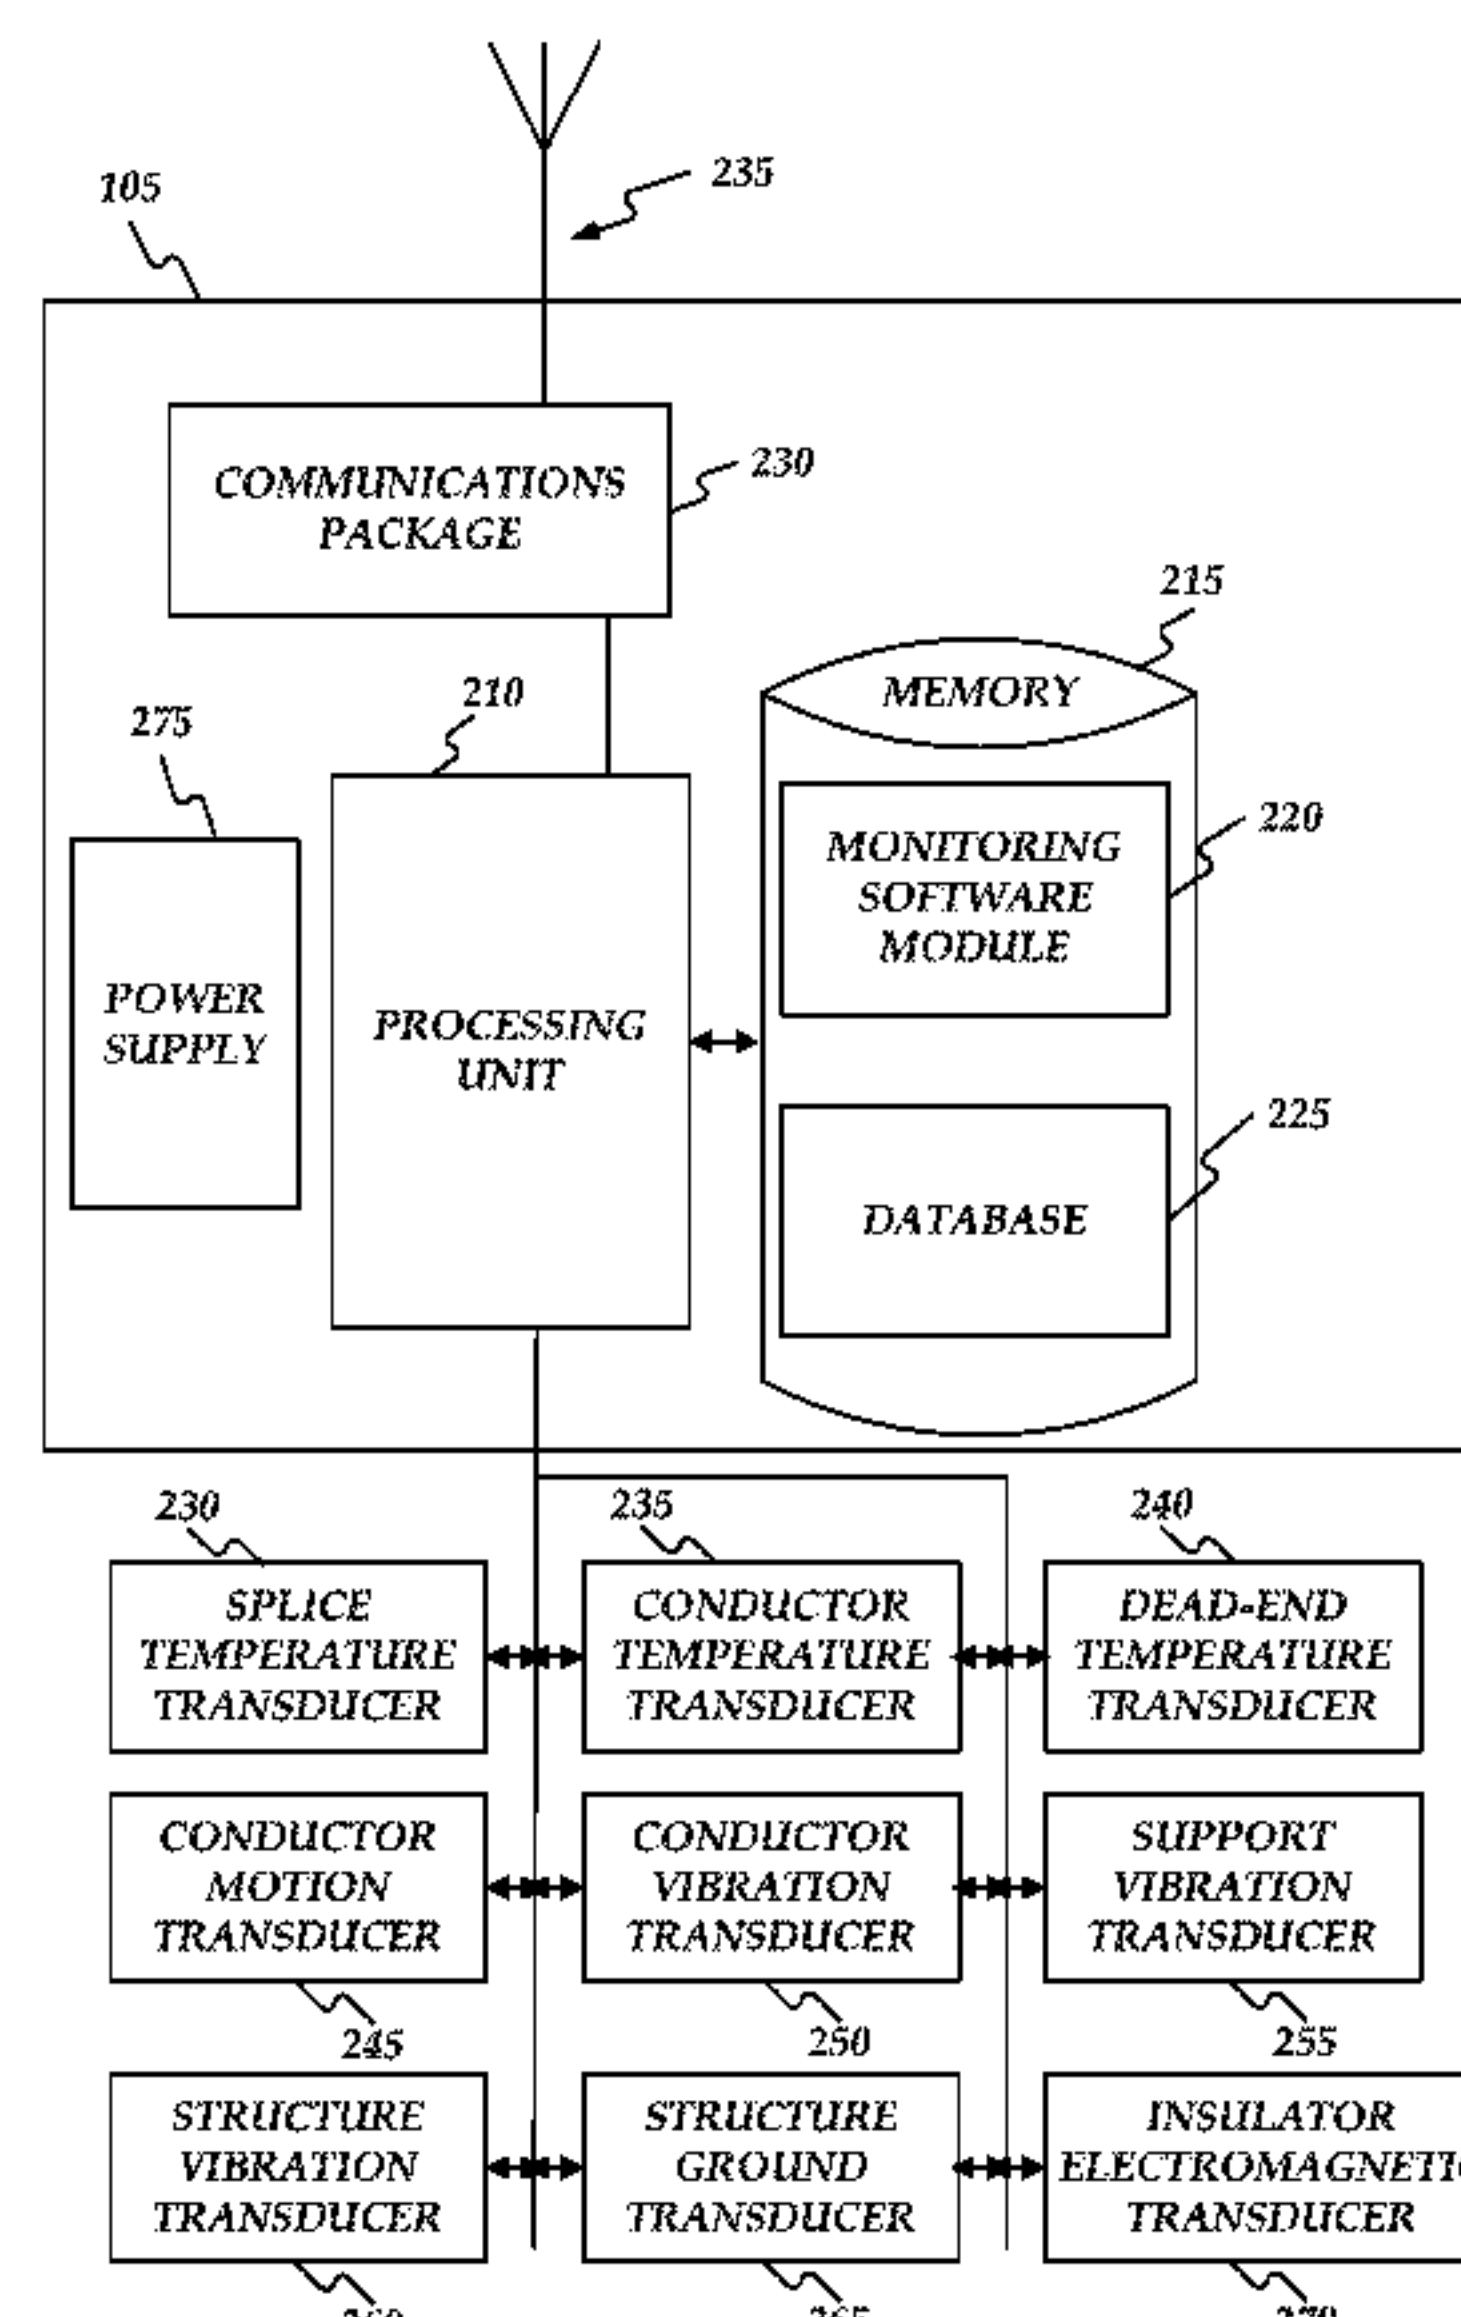 235
105
COMMUNICATIONS
PACKAGE
230
215
MEMORY
210
275
MONITORING
SOFTWARE
MODULE
220
POWER
SUPPLY
PROCESSING
UNIT
225
DATABASE
230
235
240
SPLICE
TEMPERATURE
TRANSDUCER
CONDUCTOR
TEMPERATURE
TRANSDUCER
DEAD-END
TEMPERATURE
TRANSDUCER
CONDUCTOR
MOTION
TRANSDUCER
CONDUCTOR
VIBRATION
TRANSDUCER
SUPPORT
VIBRATION
TRANSDUCER
245
250
255
STRUCTURE
VIBRATION
TRANSDUCER
STRUCTURE
GROUND
TRANSDUCER
INSULATOR
ELECTROMAGNETI
TRANSDUCER